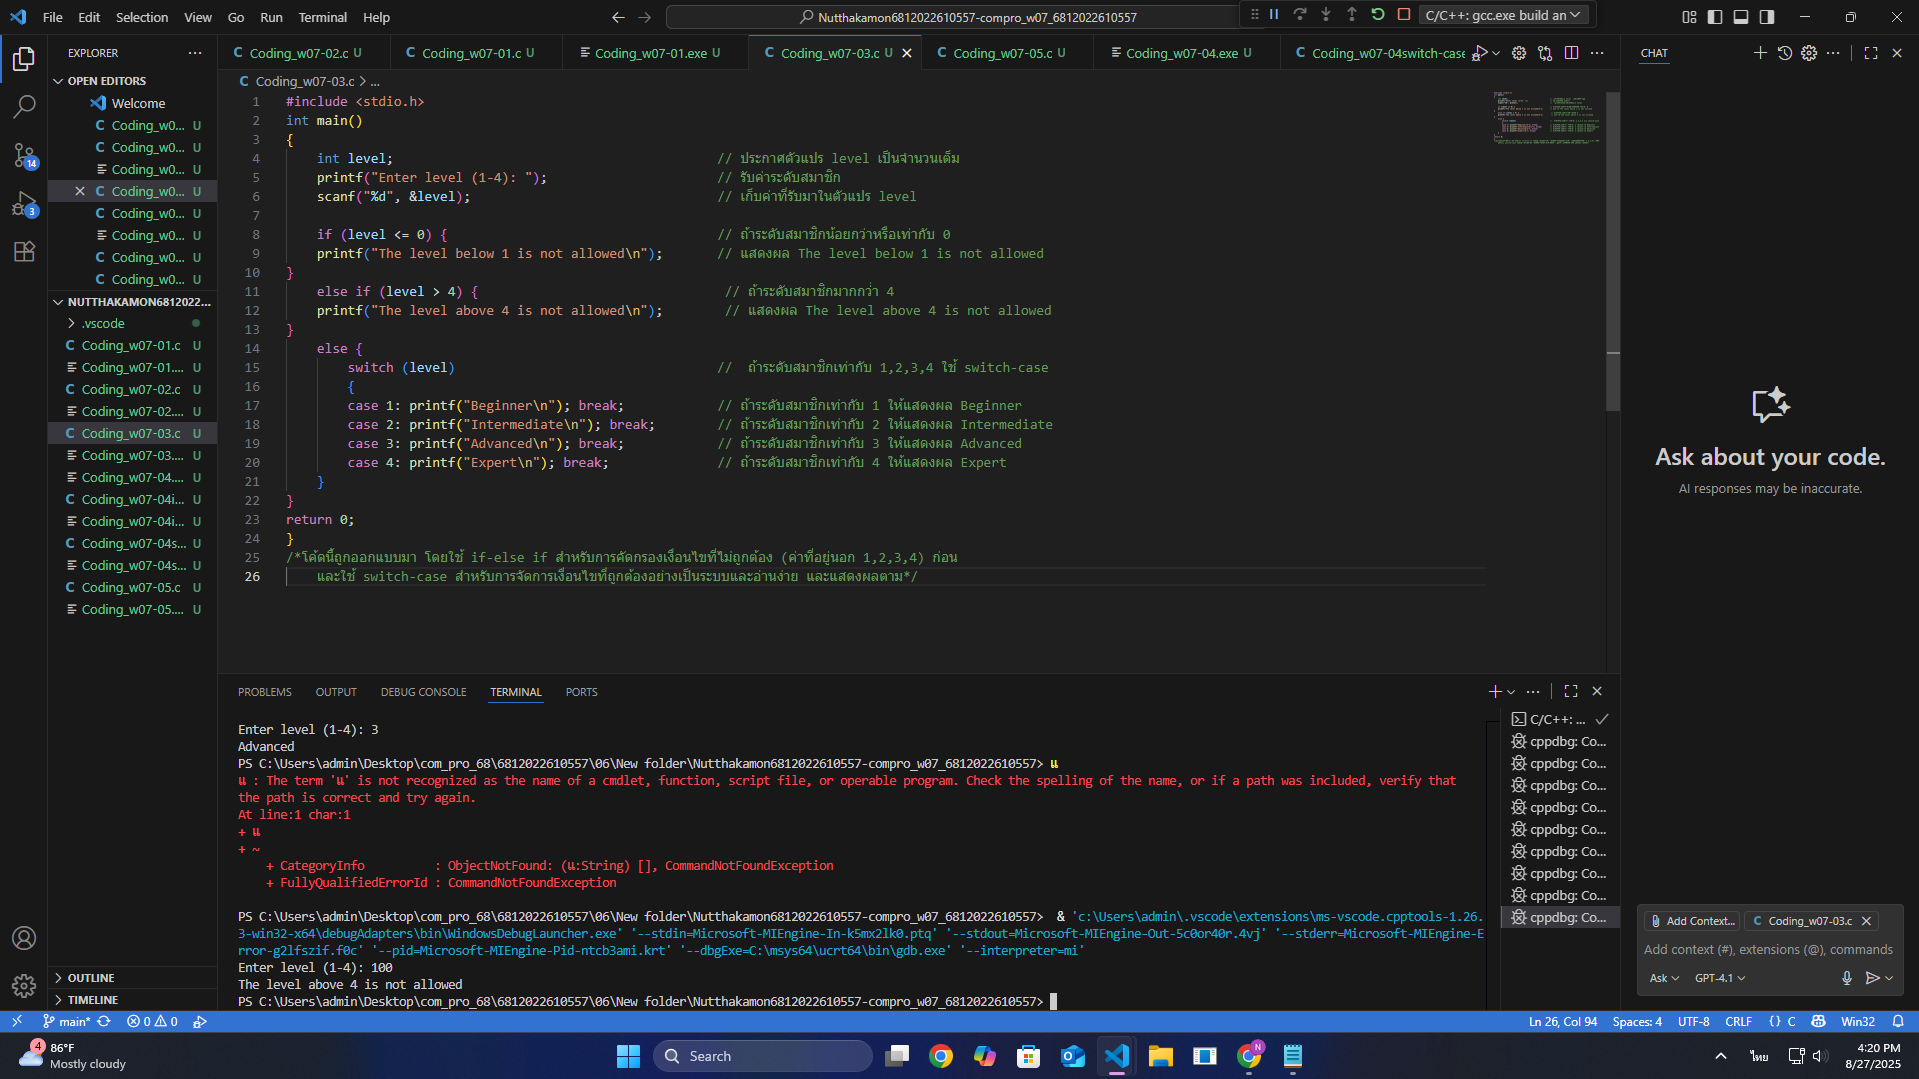 File Edit Selection View Go Run Terminal Help
Nutthakamon6812022610557-compro_w07_6812022610557
C/C++: gcc.exe build an
EXPLORER
OPEN EDITORS
Welcome
C Coding_w0... U
C Coding_w0... U
Coding_w0... U
C Coding_w0... U
C Coding_w0... U
Coding_w0... U
C Coding_w0... U
C Coding_w0... U
NUTTHAKAMON6812022...
.vscode
C Coding_w07-01.c U
Coding_w07-01.... U
C Coding_w07-02.c U
Coding_w07-02.... U
C Coding_w07-03.c U
Coding_w07-03.... U
Coding_w07-04.... U
C Coding_w07-04i... U
Coding_w07-04i... U
C Coding_w07-04s... U
Coding_w07-04s... U
C Coding_w07-05.c U
Coding_w07-05.... U
OUTLINE
TIMELINE
14
3
C Coding_w07-02.c U C Coding_w07-01.c U Coding_w07-01.exe U C Coding_w07-03.c U C Coding_w07-05.c U Coding_w07-04.exe U C Coding_w07-04switch-case
C Coding_w07-03.c > ...
1 #include <stdio.h>
2 int main()
3 {
4 int level; // ประกาศตัวแปร level เป็นจำนวนเต็ม
5 printf("Enter level (1-4): "); // รับค่าระดับสมาชิก
6 scanf("%d", &level); // เก็บค่าที่รับมาในตัวแปร level
7
8 if (level <= 0) { // ถ้าระดับสมาชิกน้อยกว่าหรือเท่ากับ 0
9 printf("The level below 1 is not allowed\n"); // แสดงผล The level below 1 is not allowed
10 }
11 else if (level > 4) { // ถ้าระดับสมาชิกมากกว่า 4
12 printf("The level above 4 is not allowed\n"); // แสดงผล The level above 4 is not allowed
13 }
14 else {
15 switch (level) // ถ้าระดับสมาชิกเท่ากับ 1,2,3,4 ใช้ switch-case
16 {
17 case 1: printf("Beginner\n"); break; // ถ้าระดับสมาชิกเท่ากับ 1 ให้แสดงผล Beginner
18 case 2: printf("Intermediate\n"); break; // ถ้าระดับสมาชิกเท่ากับ 2 ให้แสดงผล Intermediate
19 case 3: printf("Advanced\n"); break; // ถ้าระดับสมาชิกเท่ากับ 3 ให้แสดงผล Advanced
20 case 4: printf("Expert\n"); break; // ถ้าระดับสมาชิกเท่ากับ 4 ให้แสดงผล Expert
21 }
22 }
23 return 0;
24 }
25 /*โค้ดนี้ถูกออกแบบมา โดยใช้ if-else if สำหรับการคัดกรองเงื่อนไขที่ไม่ถูกต้อง (ค่าที่อยู่นอก 1,2,3,4) ก่อน
26 และใช้ switch-case สำหรับการจัดการเงื่อนไขที่ถูกต้องอย่างเป็นระบบและอ่านง่าย และแสดงผลตาม*/
PROBLEMS OUTPUT DEBUG CONSOLE TERMINAL PORTS
Enter level (1-4): 3
Advanced
PS C:\Users\admin\Desktop\com_pro_68\6812022610557\06\New folder\Nutthakamon6812022610557-compro_w07_6812022610557> แ
แ : The term 'แ' is not recognized as the name of a cmdlet, function, script file, or operable program. Check the spelling of the name, or if a path was included, verify that
the path is correct and try again.
At line:1 char:1
+ แ
+ ~
+ CategoryInfo : ObjectNotFound: (แ:String) [], CommandNotFoundException
+ FullyQualifiedErrorId : CommandNotFoundException
PS C:\Users\admin\Desktop\com_pro_68\6812022610557\06\New folder\Nutthakamon6812022610557-compro_w07_6812022610557> & 'c:\Users\admin\.vscode\extensions\ms-vscode.cpptools-1.26.
3-win32-x64\debugAdapters\bin\WindowsDebugLauncher.exe' '--stdin=Microsoft-MIEngine-In-k5mx2lk0.ptq' '--stdout=Microsoft-MIEngine-Out-5c0or40r.4vj' '--stderr=Microsoft-MIEngine-E
rror-g2lfszif.f0c' '--pid=Microsoft-MIEngine-Pid-ntcb3ami.krt' '--dbgExe=C:\msys64\ucrt64\bin\gdb.exe' '--interpreter=mi'
Enter level (1-4): 100
The level above 4 is not allowed
PS C:\Users\admin\Desktop\com_pro_68\6812022610557\06\New folder\Nutthakamon6812022610557-compro_w07_6812022610557>
C/C++: ...
cppdbg: Co...
cppdbg: Co...
cppdbg: Co...
cppdbg: Co...
cppdbg: Co...
cppdbg: Co...
cppdbg: Co...
cppdbg: Co...
cppdbg: Co...
CHAT
Ask about your code.
AI responses may be inaccurate.
Add Context... C Coding_w07-03.c
Add context (#), extensions (@), commands
Ask GPT-4.1
main* 0 0
Ln 26, Col 94 Spaces: 4 UTF-8 CRLF {} C Win32
4
86°F
Mostly cloudy
Search
N
ไทย
4:20 PM
8/27/2025